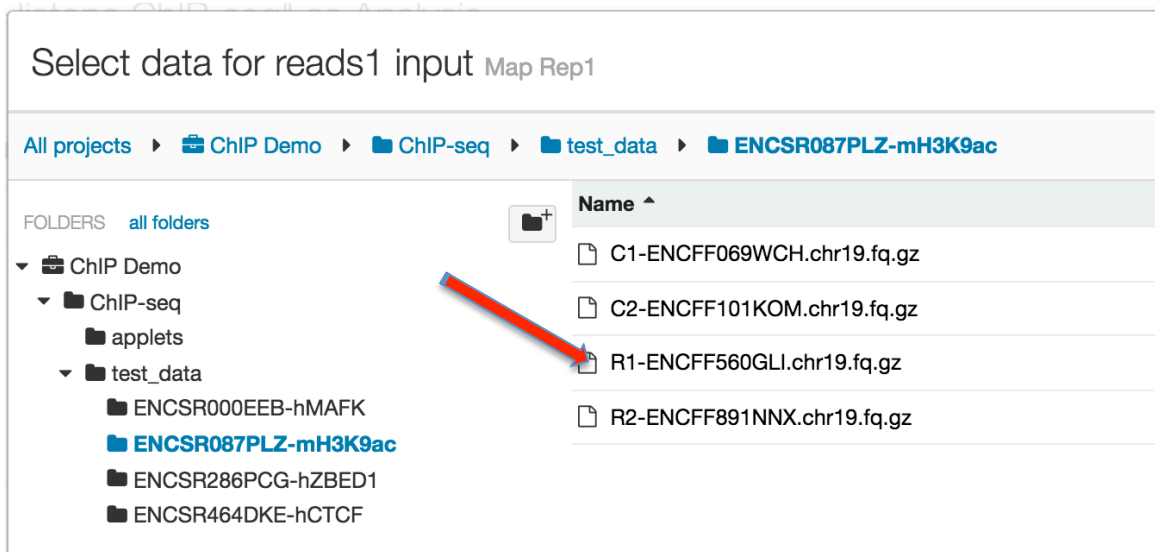 Select data for reads1 input Map Rep1
All projects ChIP Demo ChIP-seq test_data ENCSR087PLZ-mH3K9ac
FOLDERS all folders
ChIP Demo
ChIP-seq
applets
test_data
ENCSR000EEB-hMAFK
ENCSR087PLZ-mH3K9ac
ENCSR286PCG-hZBED1
ENCSR464DKE-hCTCF
Name
C1-ENCFF069WCH.chr19.fq.gz
C2-ENCFF101KOM.chr19.fq.gz
R1-ENCFF560GLI.chr19.fq.gz
R2-ENCFF891NNX.chr19.fq.gz